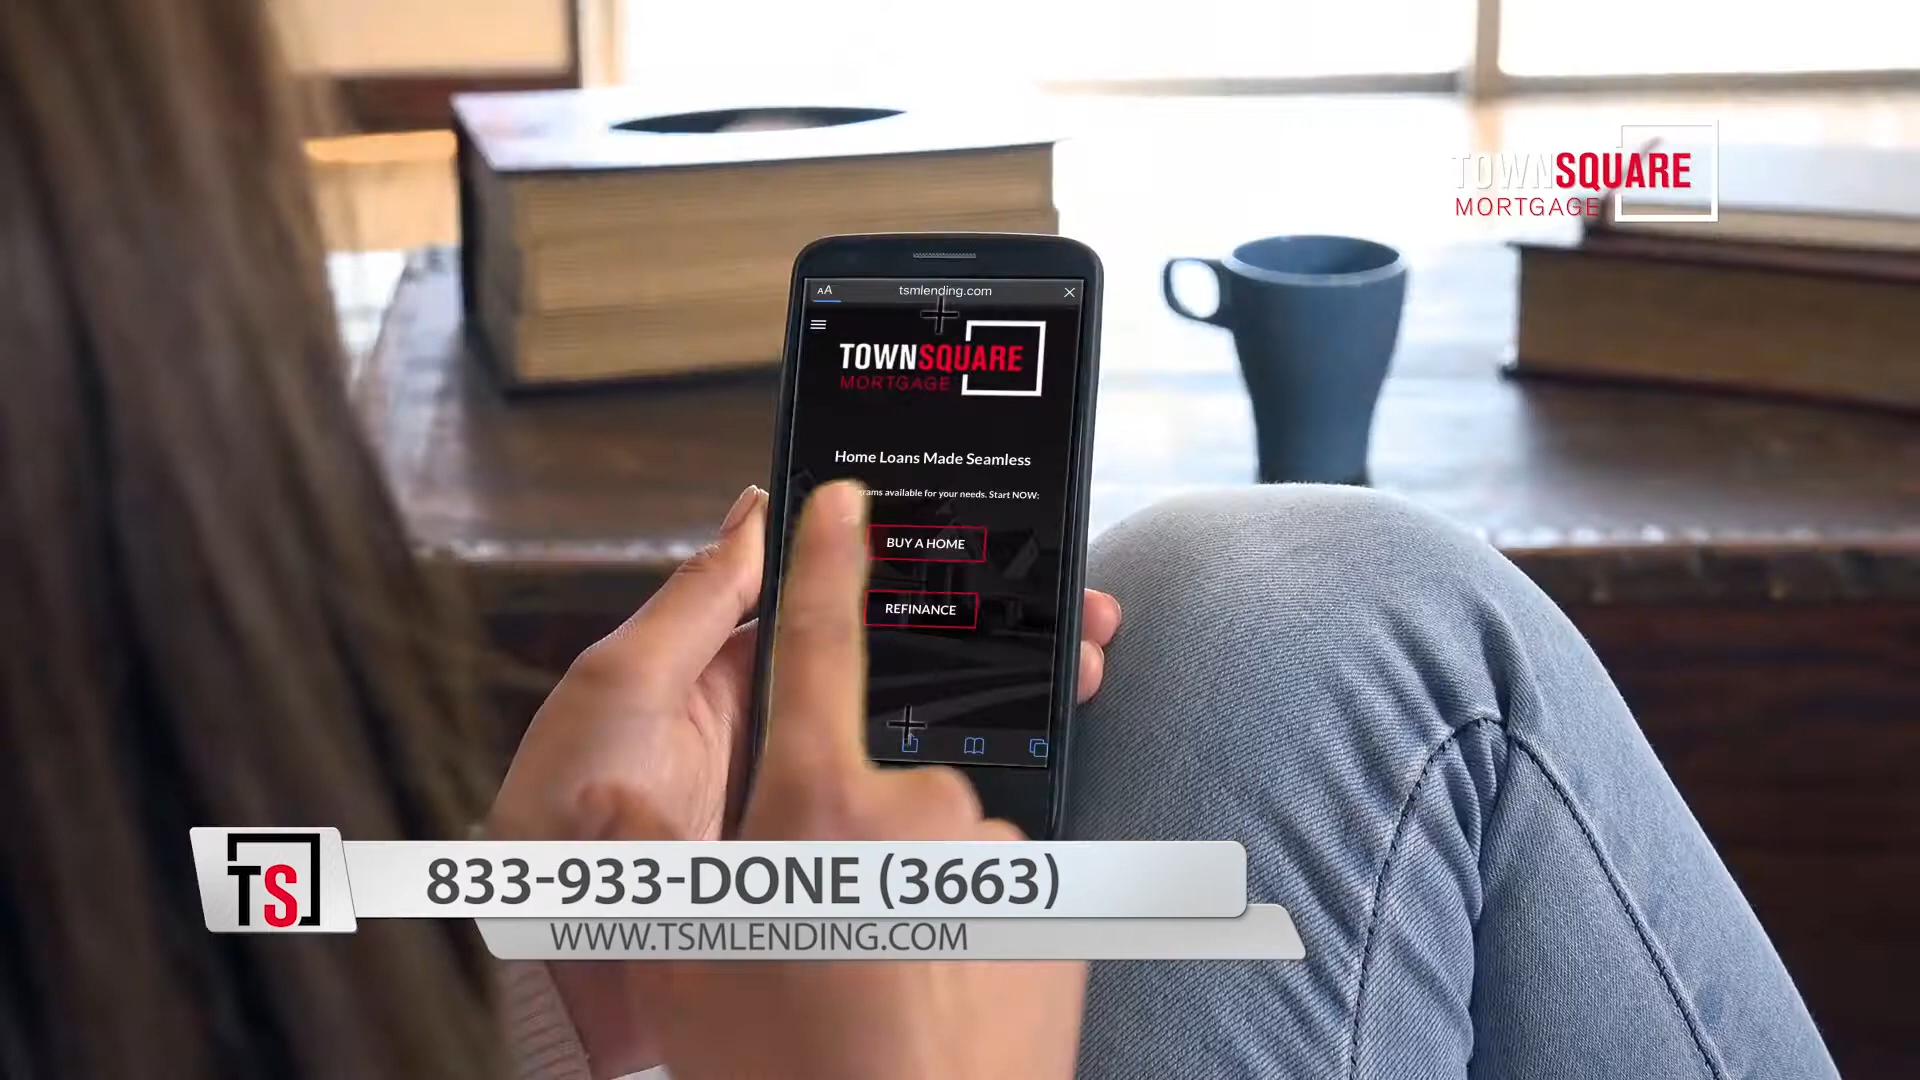 TOWNSQUARE
MORTGAGE
AA
tsmlending.com
TOWNSQUARE
MORTGAGE
Home Loans Made Seamless
available for your needs. Start NOW:
BUY A HOME
REFINANCE
TS
833-933-DONE (3663)
WWW.TSMLENDING.COM